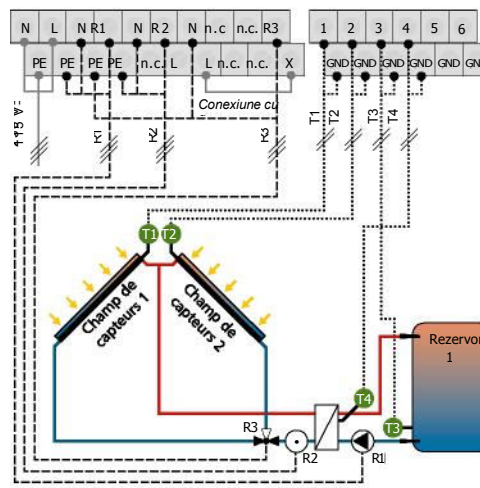 N L N R1 N R2 N n.c n.c. R3 1 2 3 4 5 6
PE PE PE PE n.c. L L n.c. n.c. X GND GND GND GND GND GN
Conexiune cu
R1 R2 R3 T1 T2 T3 T4
T1 T2
Champ de
capteurs 1
Champ de
capteurs 2
Rezervor
1
T4
T3
R3 R2 R1